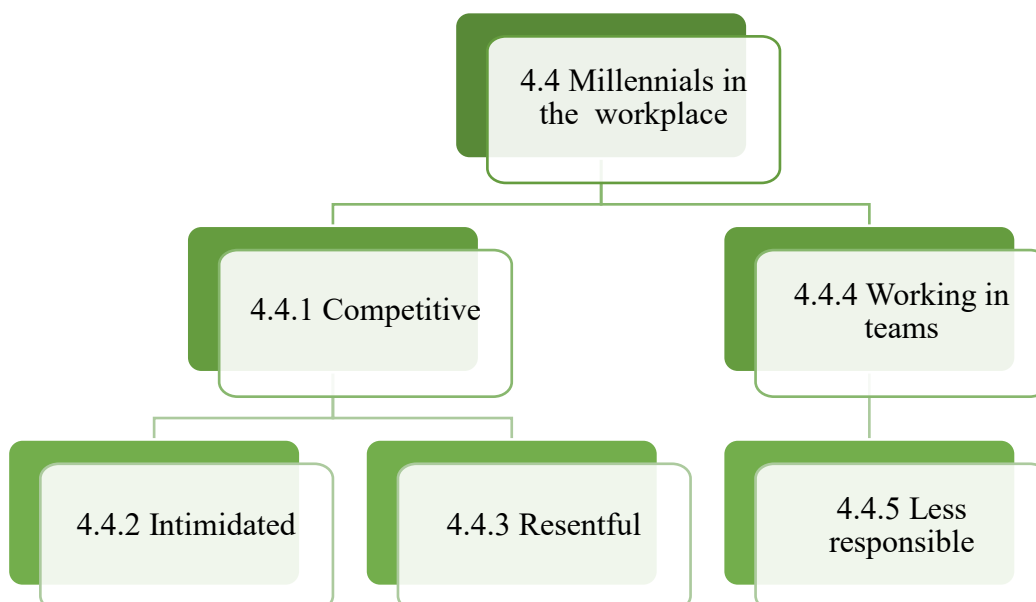 4.4 Millennials in
the workplace
4.4.1 Competitive
4.4.4 Working in
teams
4.4.2 Intimidated
4.4.3 Resentful
4.4.5 Less
responsible